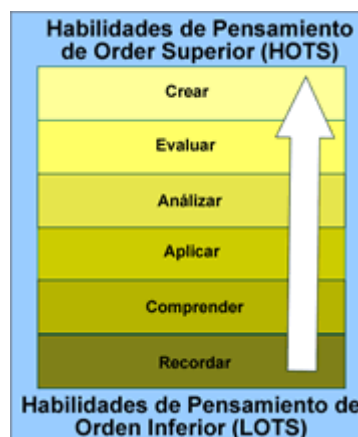 Habilidades de Pensamiento
de Order Superior (HOTS)
Crear
Evaluar
Análizar
Aplicar
Comprender
Recordar
Habilidades de Pensamiento de
Orden Inferior (LOTS)